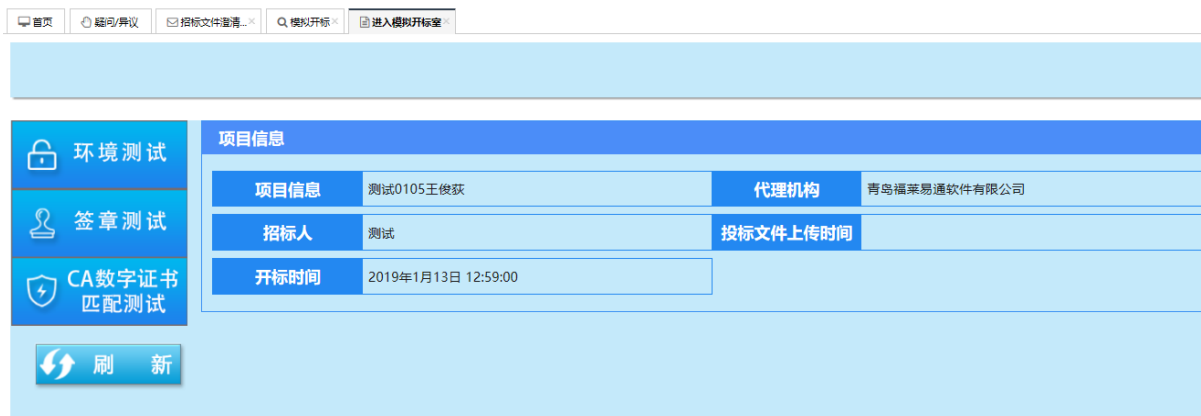 首页 疑问/异议 招标文件澄清... 模拟开标 进入模拟开标室
环境测试
签章测试
CA数字证书
匹配测试
刷 新
项目信息
项目信息 测试0105王俊荻 代理机构 青岛福莱易通软件有限公司
招标人 测试 投标文件上传时间
开标时间 2019年1月13日 12:59:00